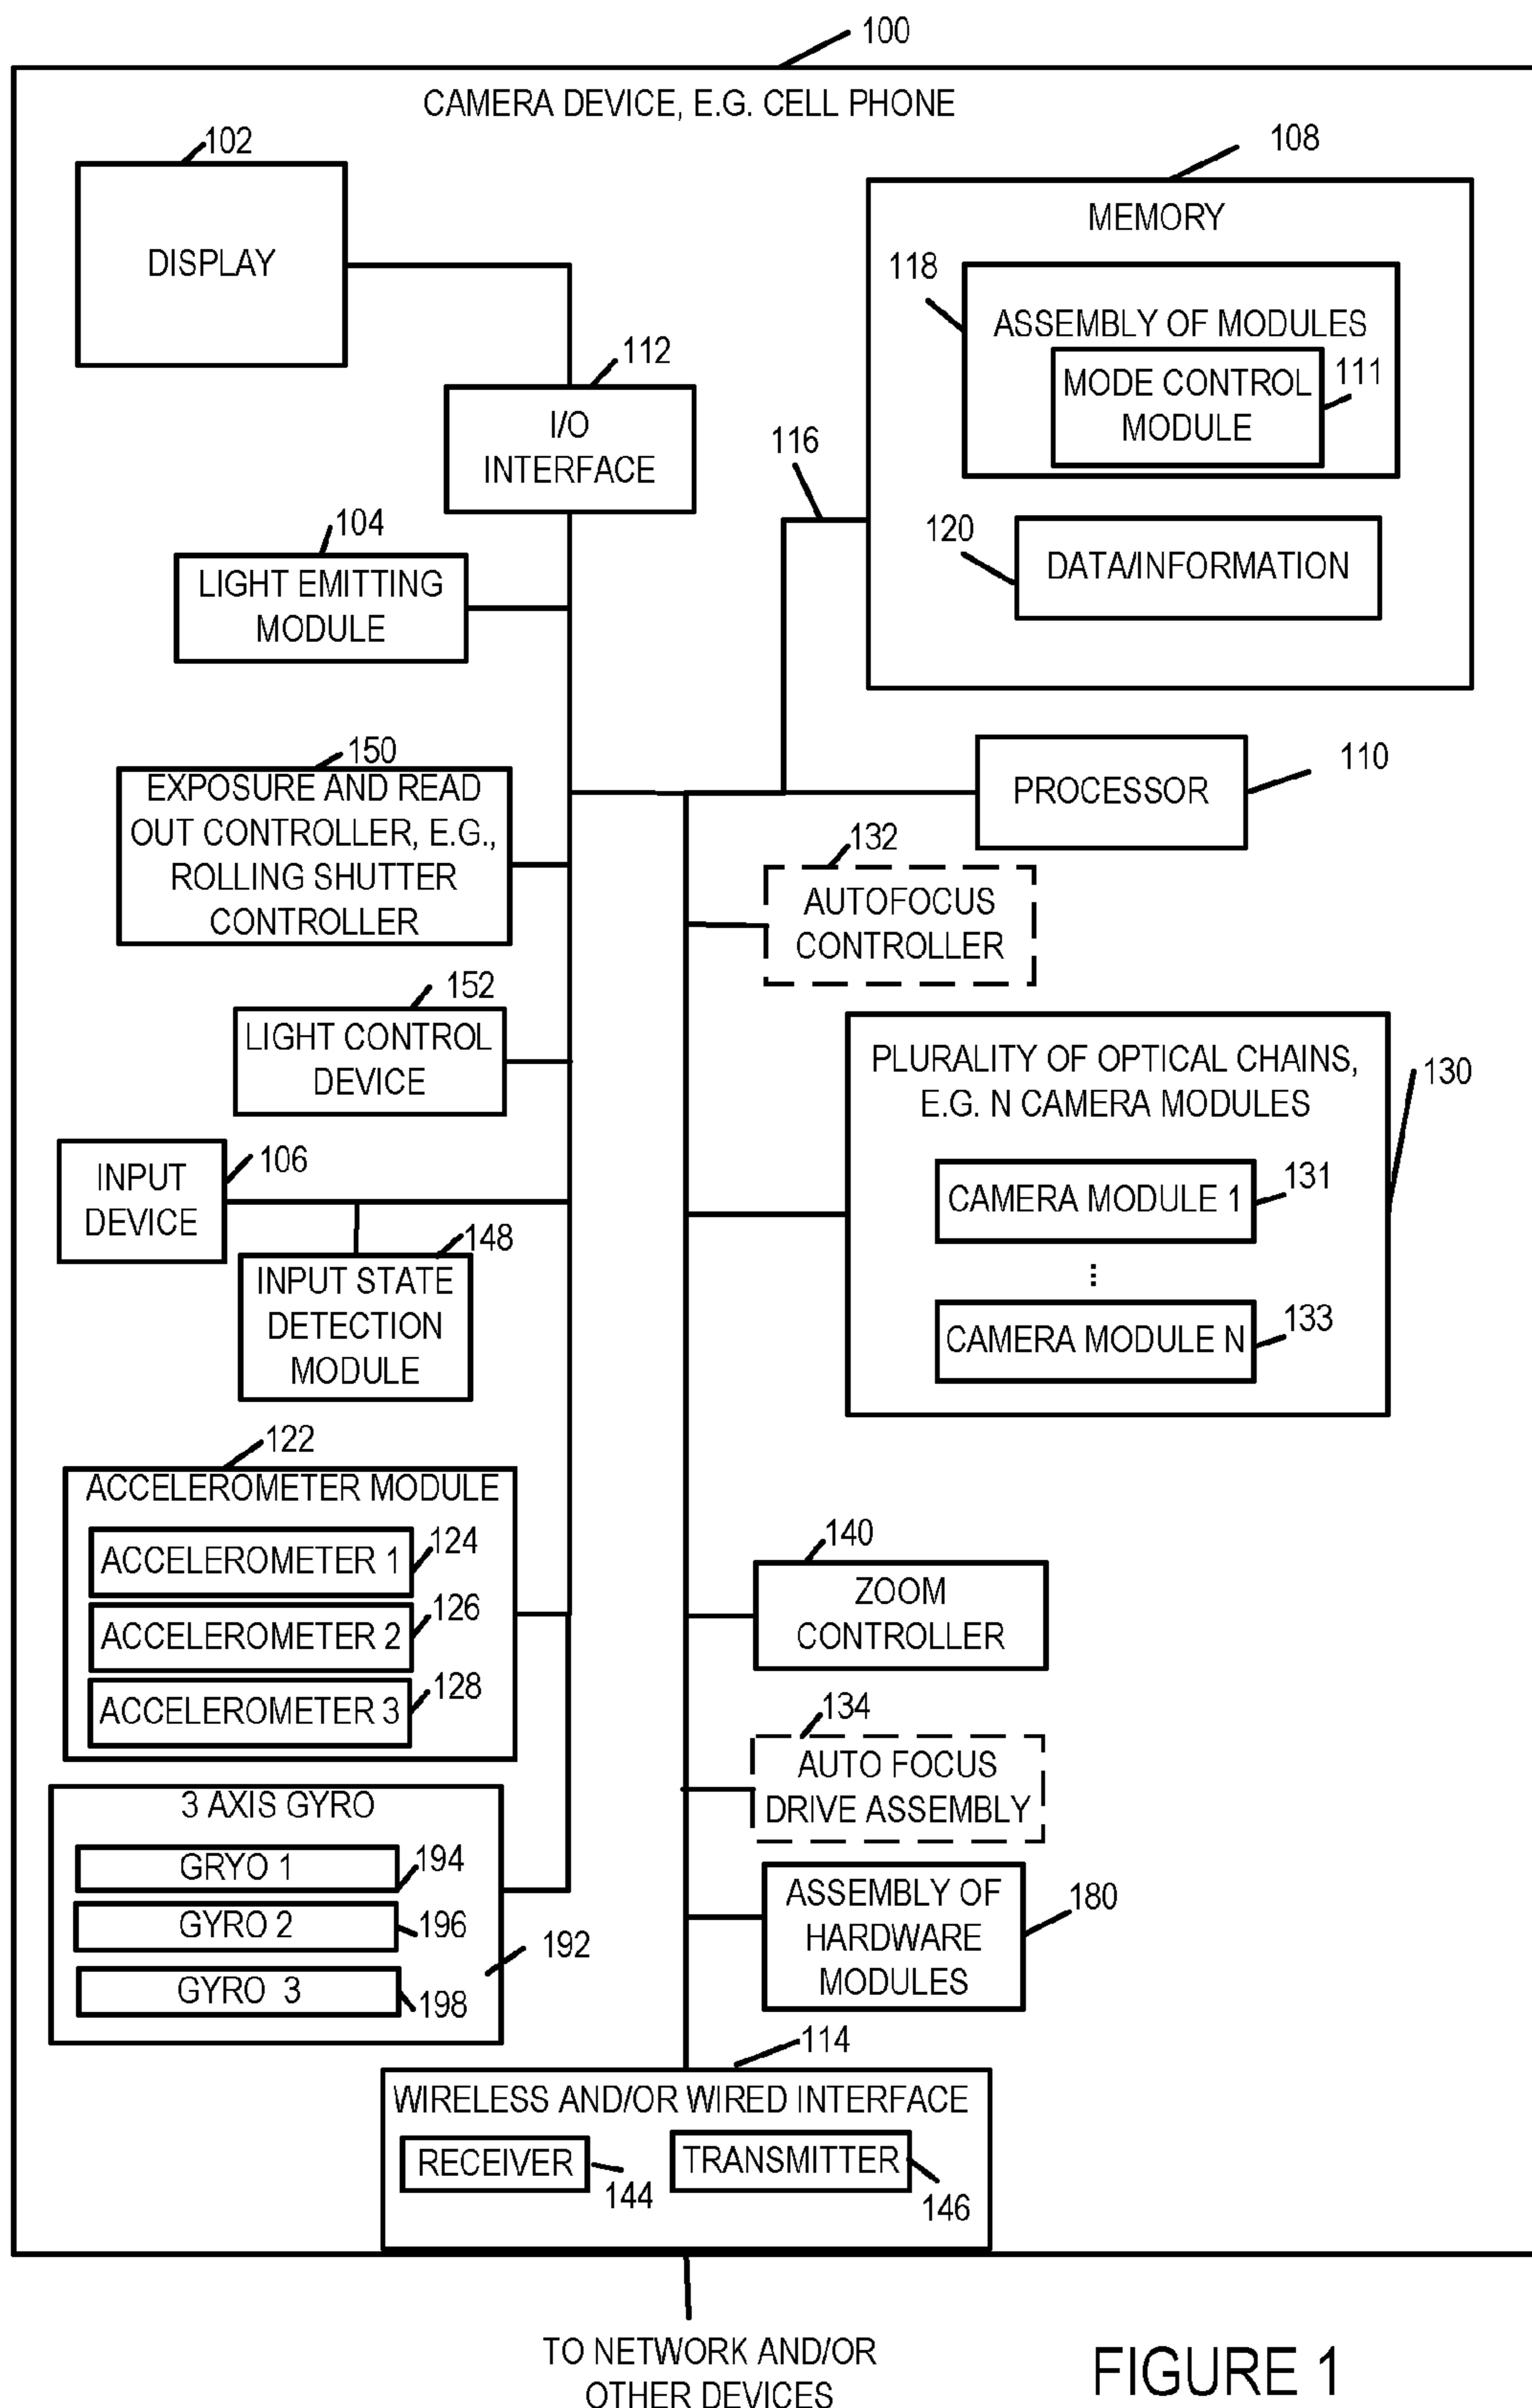 100
CAMERA DEVICE, E.G. CELL PHONE
102
DISPLAY
108
MEMORY
118
ASSEMBLY OF MODULES
MODE CONTROL
MODULE
111
112
I/O
INTERFACE
116
120
DATA/INFORMATION
104
LIGHT EMITTING
MODULE
150
EXPOSURE AND READ
OUT CONTROLLER, E.G.,
ROLLING SHUTTER
CONTROLLER
PROCESSOR
110
132
AUTOFOCUS
CONTROLLER
152
LIGHT CONTROL
DEVICE
PLURALITY OF OPTICAL CHAINS,
E.G. N CAMERA MODULES
130
CAMERA MODULE 1
131
...
CAMERA MODULE N
133
INPUT
DEVICE
106
148
INPUT STATE
DETECTION
MODULE
122
ACCELEROMETER MODULE
ACCELEROMETER 1
124
ACCELEROMETER 2
126
ACCELEROMETER 3
128
140
ZOOM
CONTROLLER
134
AUTO FOCUS
DRIVE ASSEMBLY
3 AXIS GYRO
GRYO 1
194
GYRO 2
196
GYRO 3
198
192
ASSEMBLY OF
HARDWARE
MODULES
180
114
WIRELESS AND/OR WIRED INTERFACE
RECEIVER
144
TRANSMITTER
146
TO NETWORK AND/OR
OTHER DEVICES
FIGURE 1